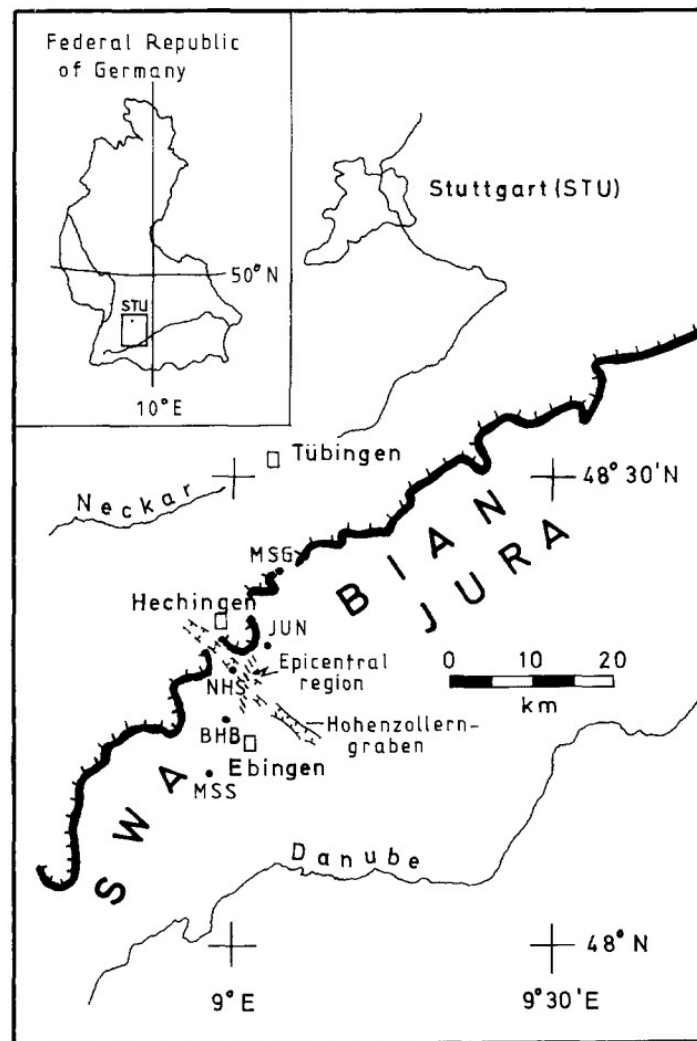 Federal Republic
of Germany
50°N
STU
10°E
Stuttgart (STU)
Tübingen
48°30'N
Neckar
MSG
SWABIAN
JURA
Hechingen
JUN
Epicentral
region
NHS
0 10 20
km
Hohenzollern-
graben
BHB
Ebingen
MSS
Danube
48°N
9°E
9°30'E